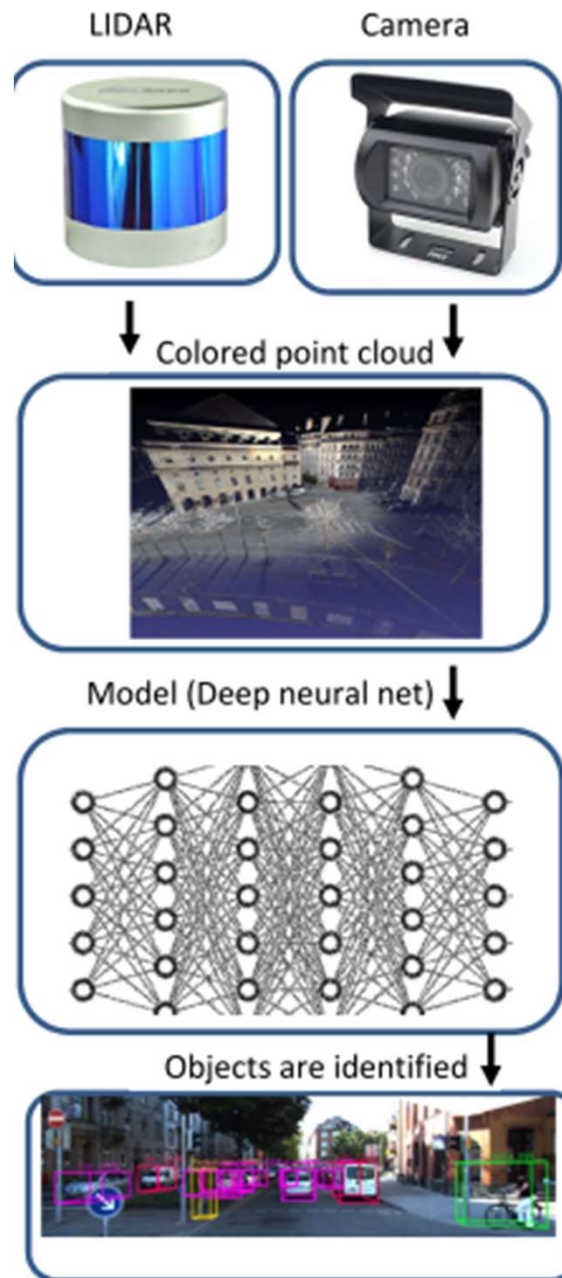 LIDAR
Camera
Colored point cloud
Model (Deep neural net)
Objects are identified